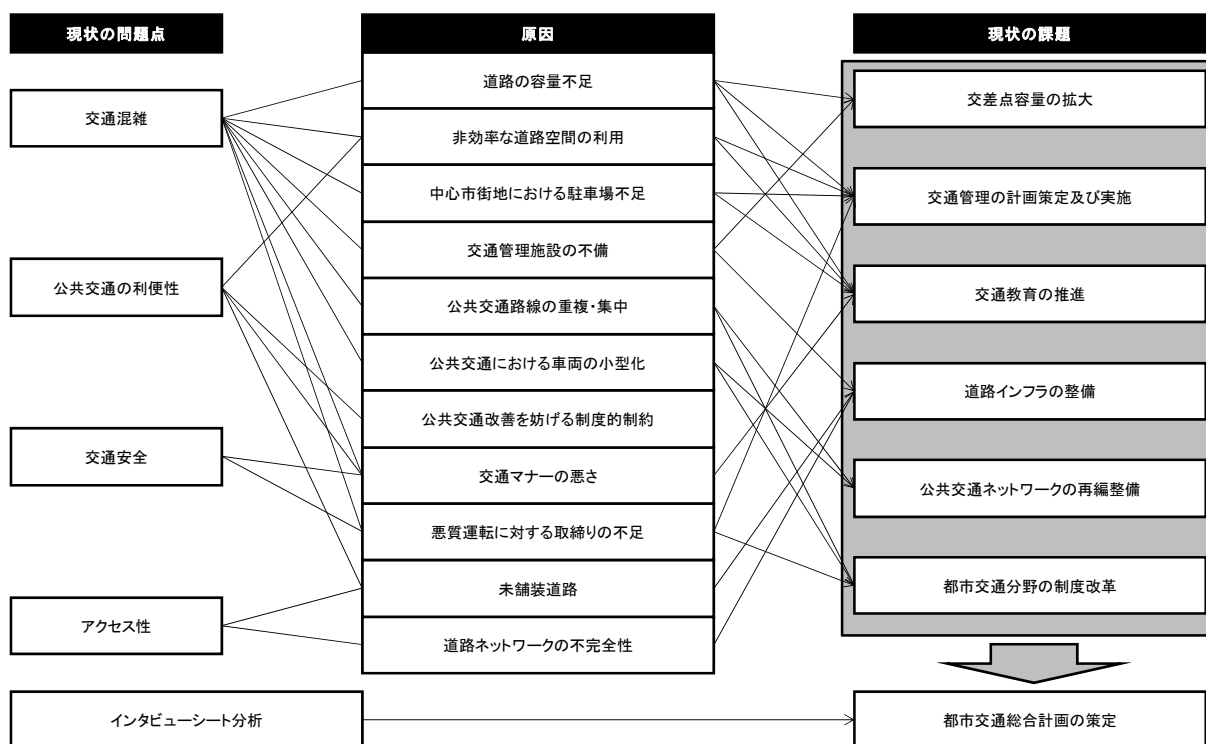 現状の問題点
交通混雑
公共交通の利便性
交通安全
アクセス性
原因
道路の容量不足
非効率な道路空間の利用
中心市街地における駐車場不足
交通管理施設の不備
公共交通路線の重複・集中
公共交通における車両の小型化
公共交通改善を妨げる制度的制約
交通マナーの悪さ
悪質運転に対する取締りの不足
未舗装道路
道路ネットワークの不完全性
現状の課題
交差点容量の拡大
交通管理の計画策定及び実施
交通教育の推進
道路インフラの整備
公共交通ネットワークの再編整備
都市交通分野の制度改革
インタビューシート分析
都市交通総合計画の策定